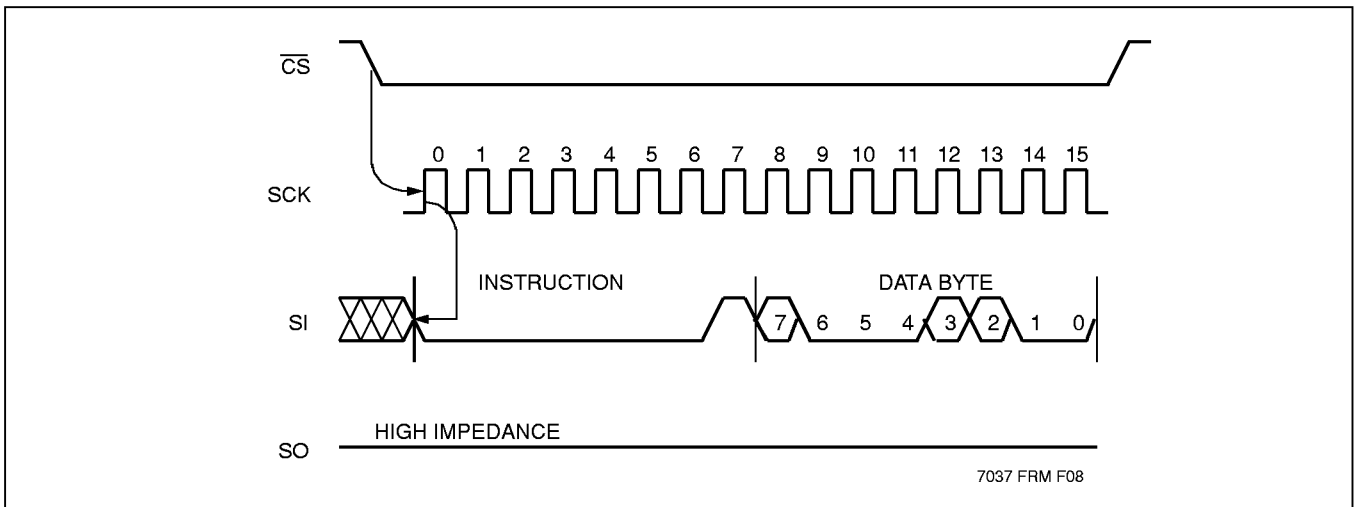 CS
0 1 2 3 4 5 6 7 8 9 10 11 12 13 14 15
SCK
INSTRUCTION DATA BYTE
SI 7 6 5 4 3 2 1 0
HIGH IMPEDANCE
SO
7037 FRM F08